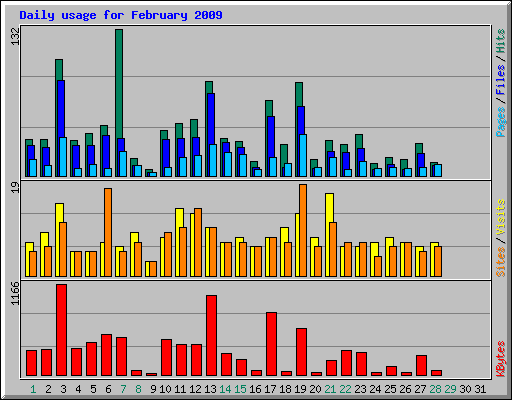 Daily usage for February 2009
132
Pages / Files / Hits
19
Sites / Visits
1166
KBytes
1 2 3 4 5 6 7 8 9 10 11 12 13 14 15 16 17 18 19 20 21 22 23 24 25 26 27 28 29 30 31